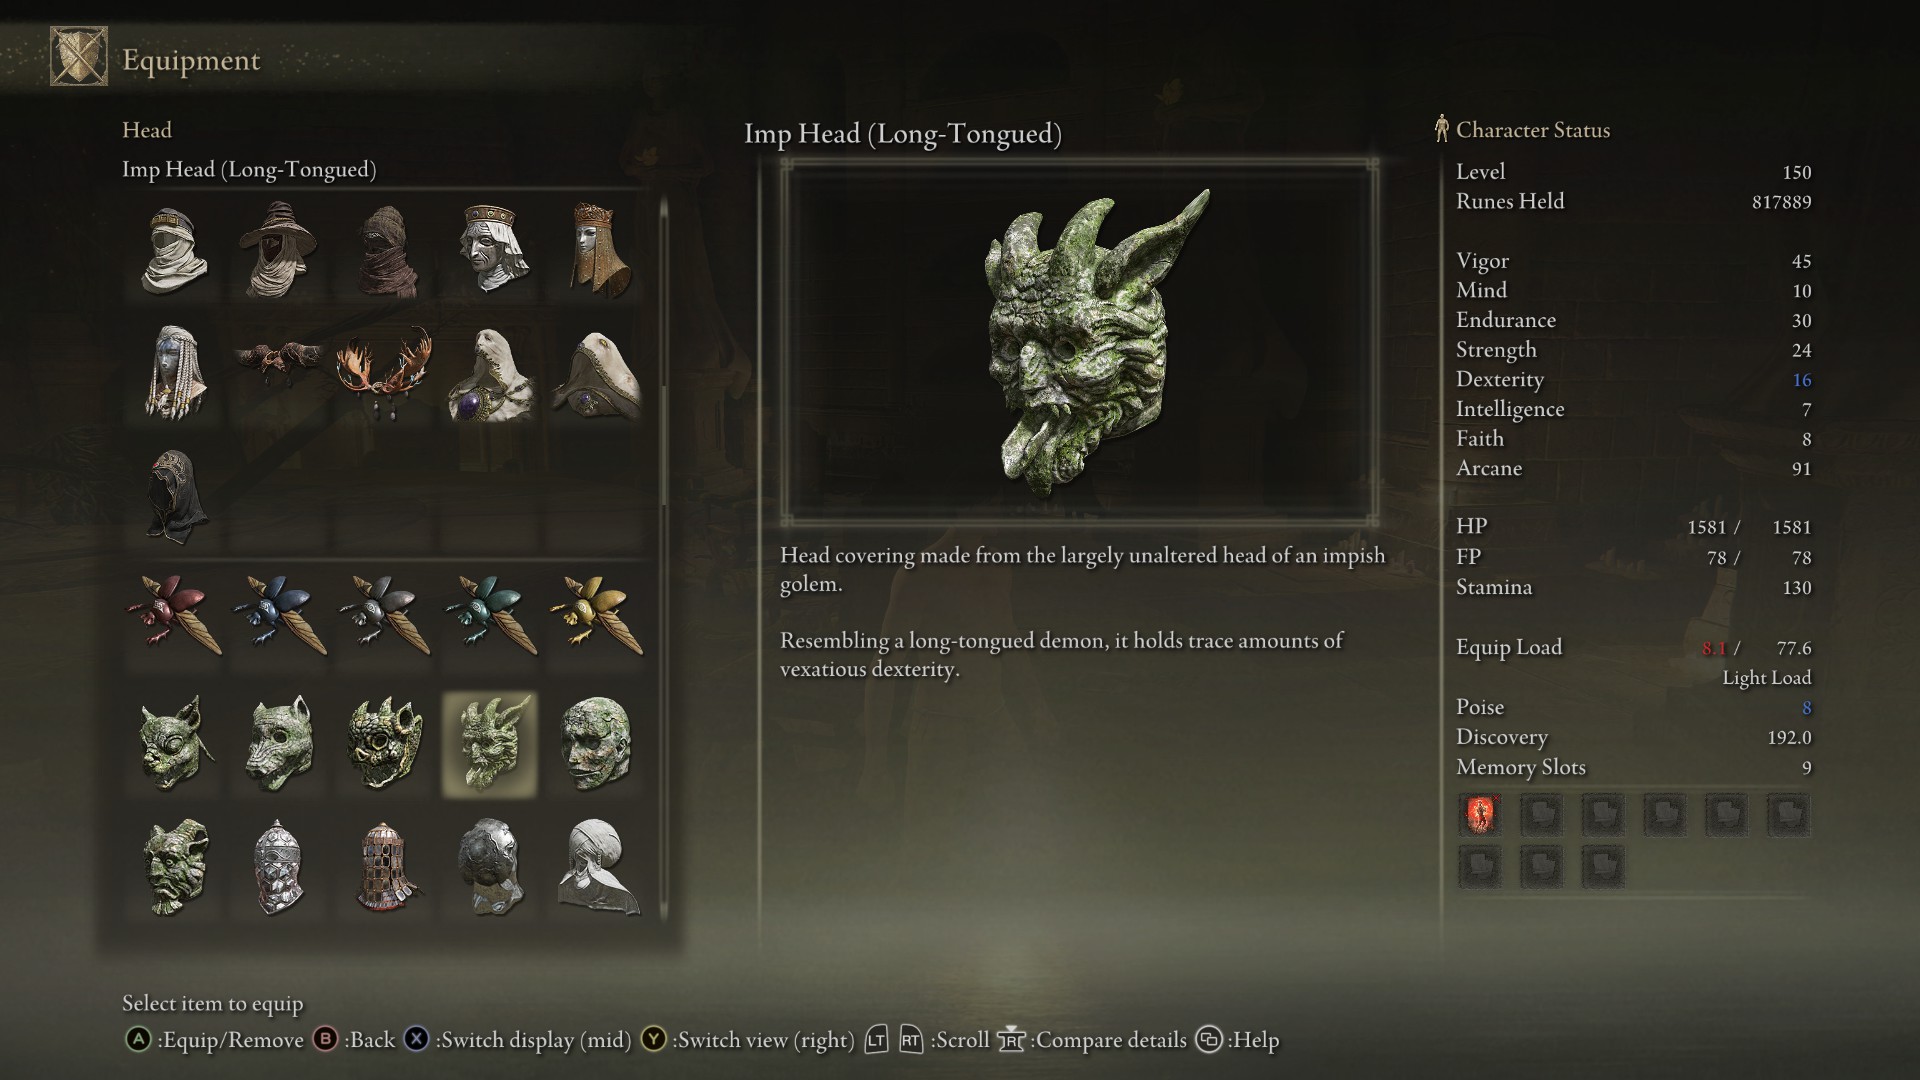 Equipment
Head
Imp Head (Long-Tongued)
Imp Head (Long-Tongued)
Head covering made from the largely unaltered head of an impish
golem.
Resembling a long-tongued demon, it holds trace amounts of
vexatious dexterity.
Character Status
Level 150
Runes Held 817889
Vigor 45
Mind 10
Endurance 30
Strength 24
Dexterity 16
Intelligence 7
Faith 8
Arcane 91
HP 1581 / 1581
FP 78 / 78
Stamina 130
Equip Load 8.1 / 77.6
Light Load
Poise 8
Discovery 192.0
Memory Slots 9
Select item to equip
A :Equip/Remove B :Back X :Switch display (mid) Y :Switch view (right) LT RT :Scroll R :Compare details :Help